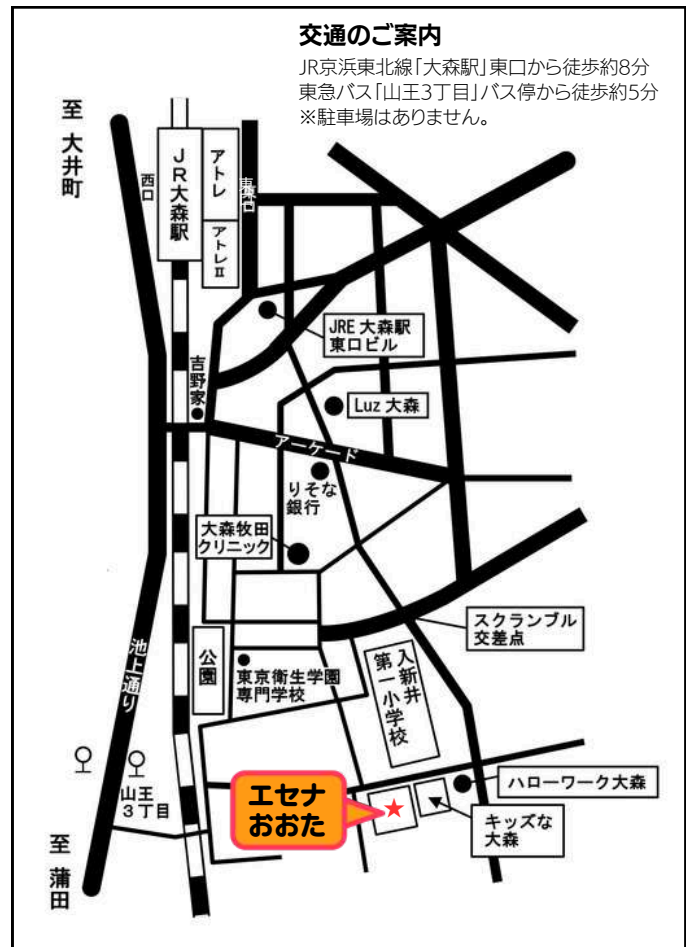 交通のご案内
JR京浜東北線「大森駅」東口から徒歩約8分
東急バス「山王3丁目」バス停から徒歩約5分
※駐車場はありません。
至 大井町
西口
JR大森駅
アトレ
アトレⅡ
東口
JRE 大森駅
東口ビル
吉野家
Luz 大森
アーケード
りそな
銀行
大森牧田
クリニック
スクランブル
交差点
池上通り
公園
東京衛生学園
専門学校
入新井
第一小学校
山王
3丁目
エセナ
おおた
ハローワーク大森
キッズな
大森
至 蒲田